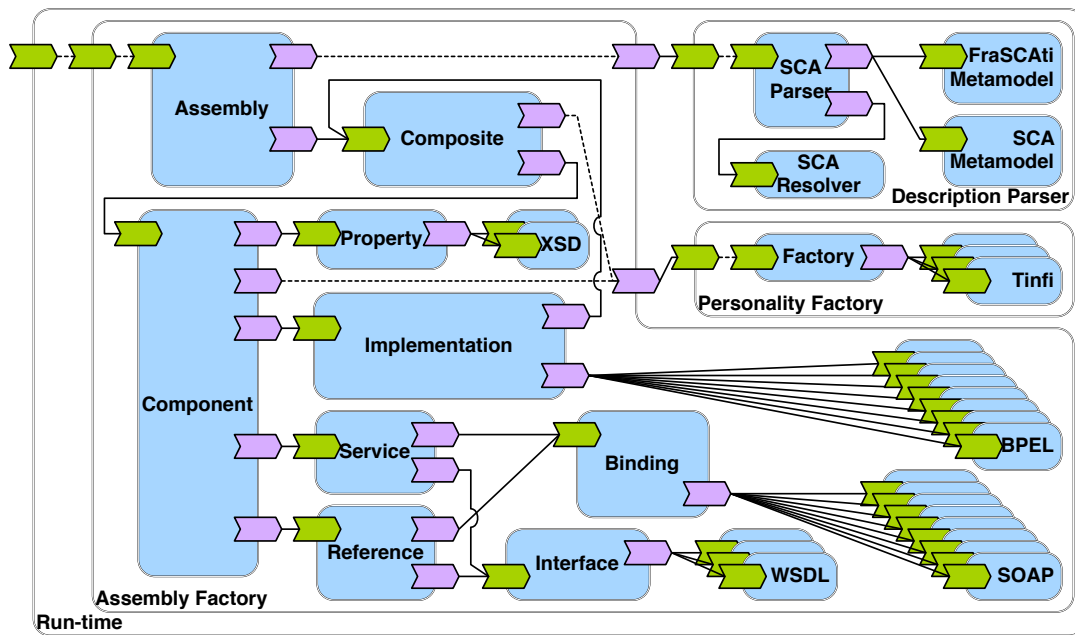 Assembly
SCA
Parser
FraSCAti
Metamodel
SCA
Metamodel
Composite
SCA
Resolver
Description Parser
Property
XSD
Factory
Tinfi
Personality Factory
Implementation
Component
BPEL
Service
Binding
Reference
Interface
WSDL
SOAP
Assembly Factory
Run-time